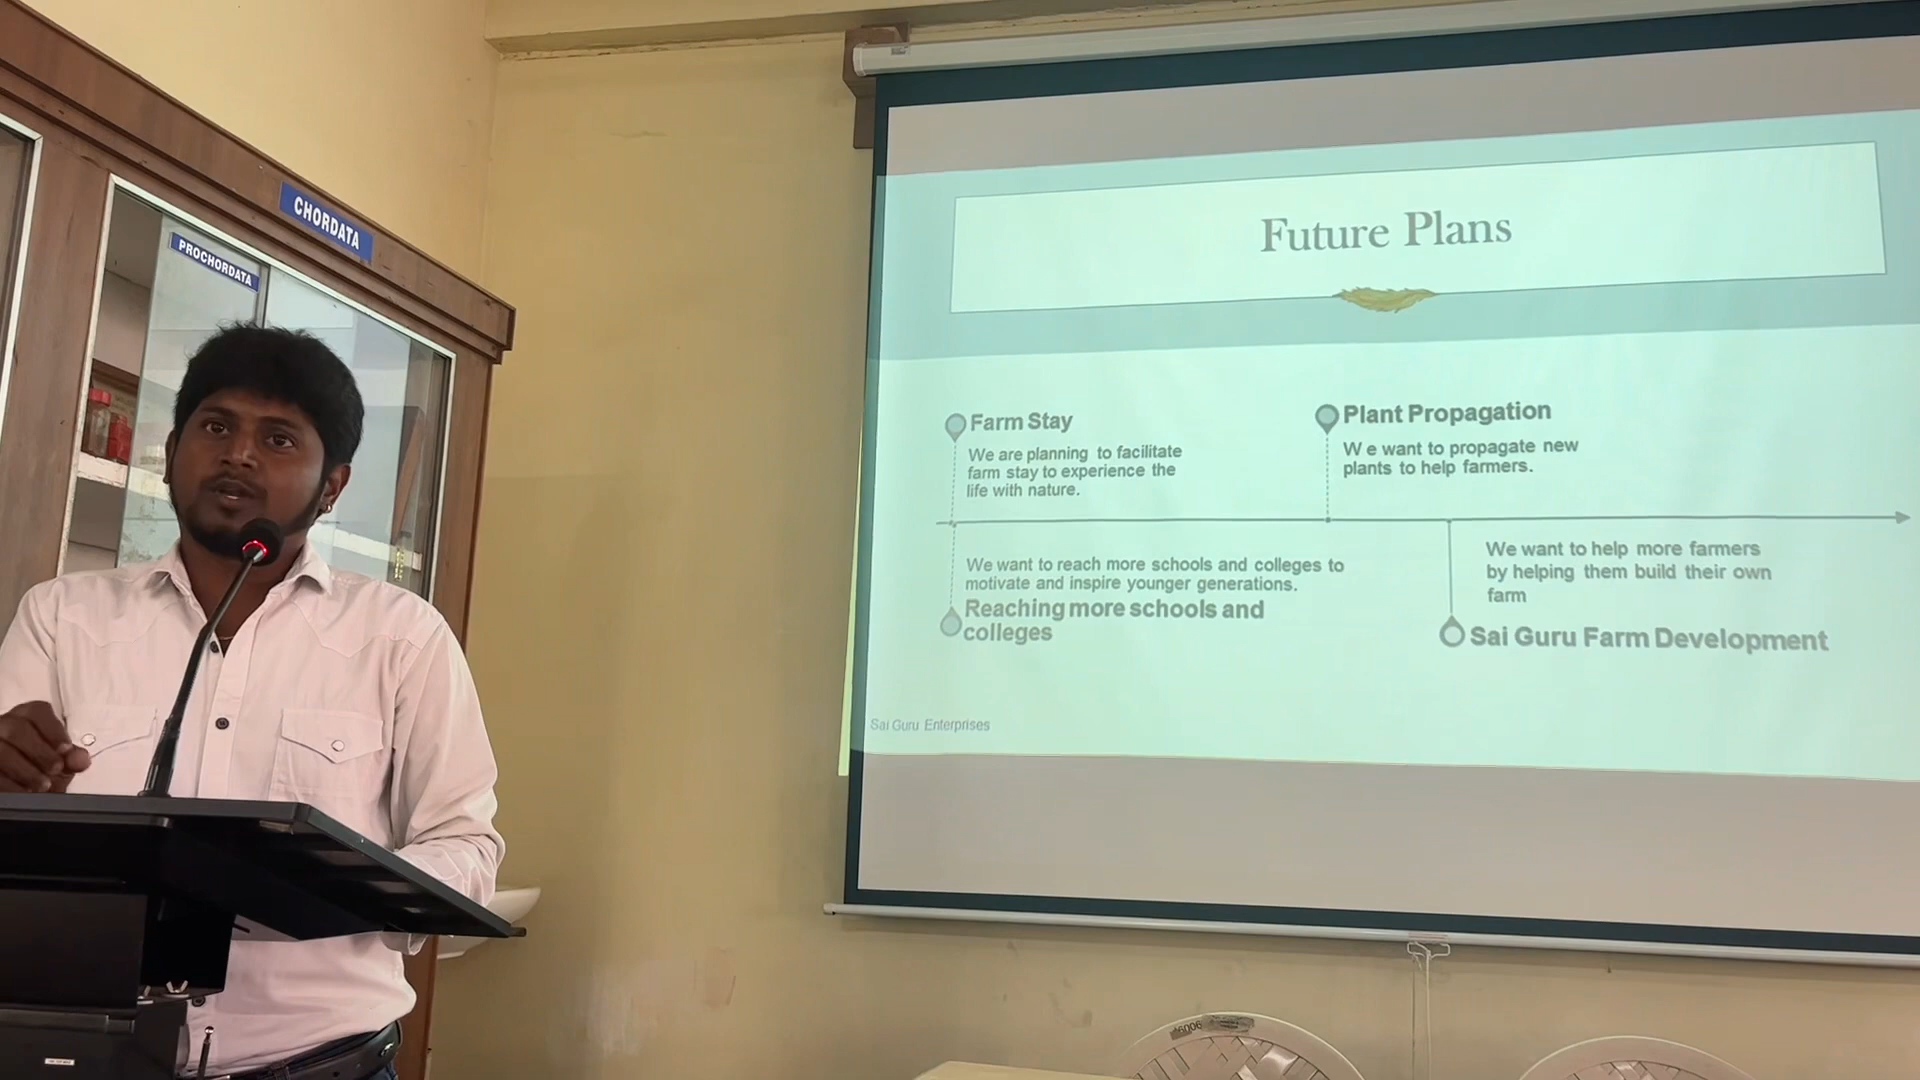 CHORDATA
PROCHORDATA
Future Plans
Farm Stay
We are planning to facilitate
farm stay to experience the
life with nature.
Plant Propagation
W e want to propagate new
plants to help farmers.
We want to reach more schools and colleges to
motivate and inspire younger generations.
Reaching more schools and
colleges
We want to help more farmers
by helping them build their own
farm
Sai Guru Farm Development
Sai Guru Enterprises